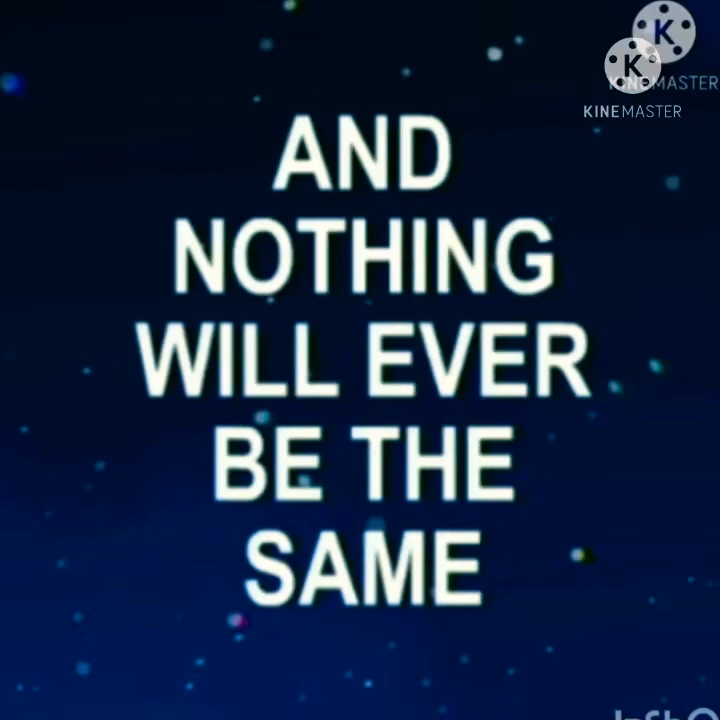 K
K
KINEMASTER
KINEMASTER
AND
NOTHING
WILL EVER
BE THE
SAME